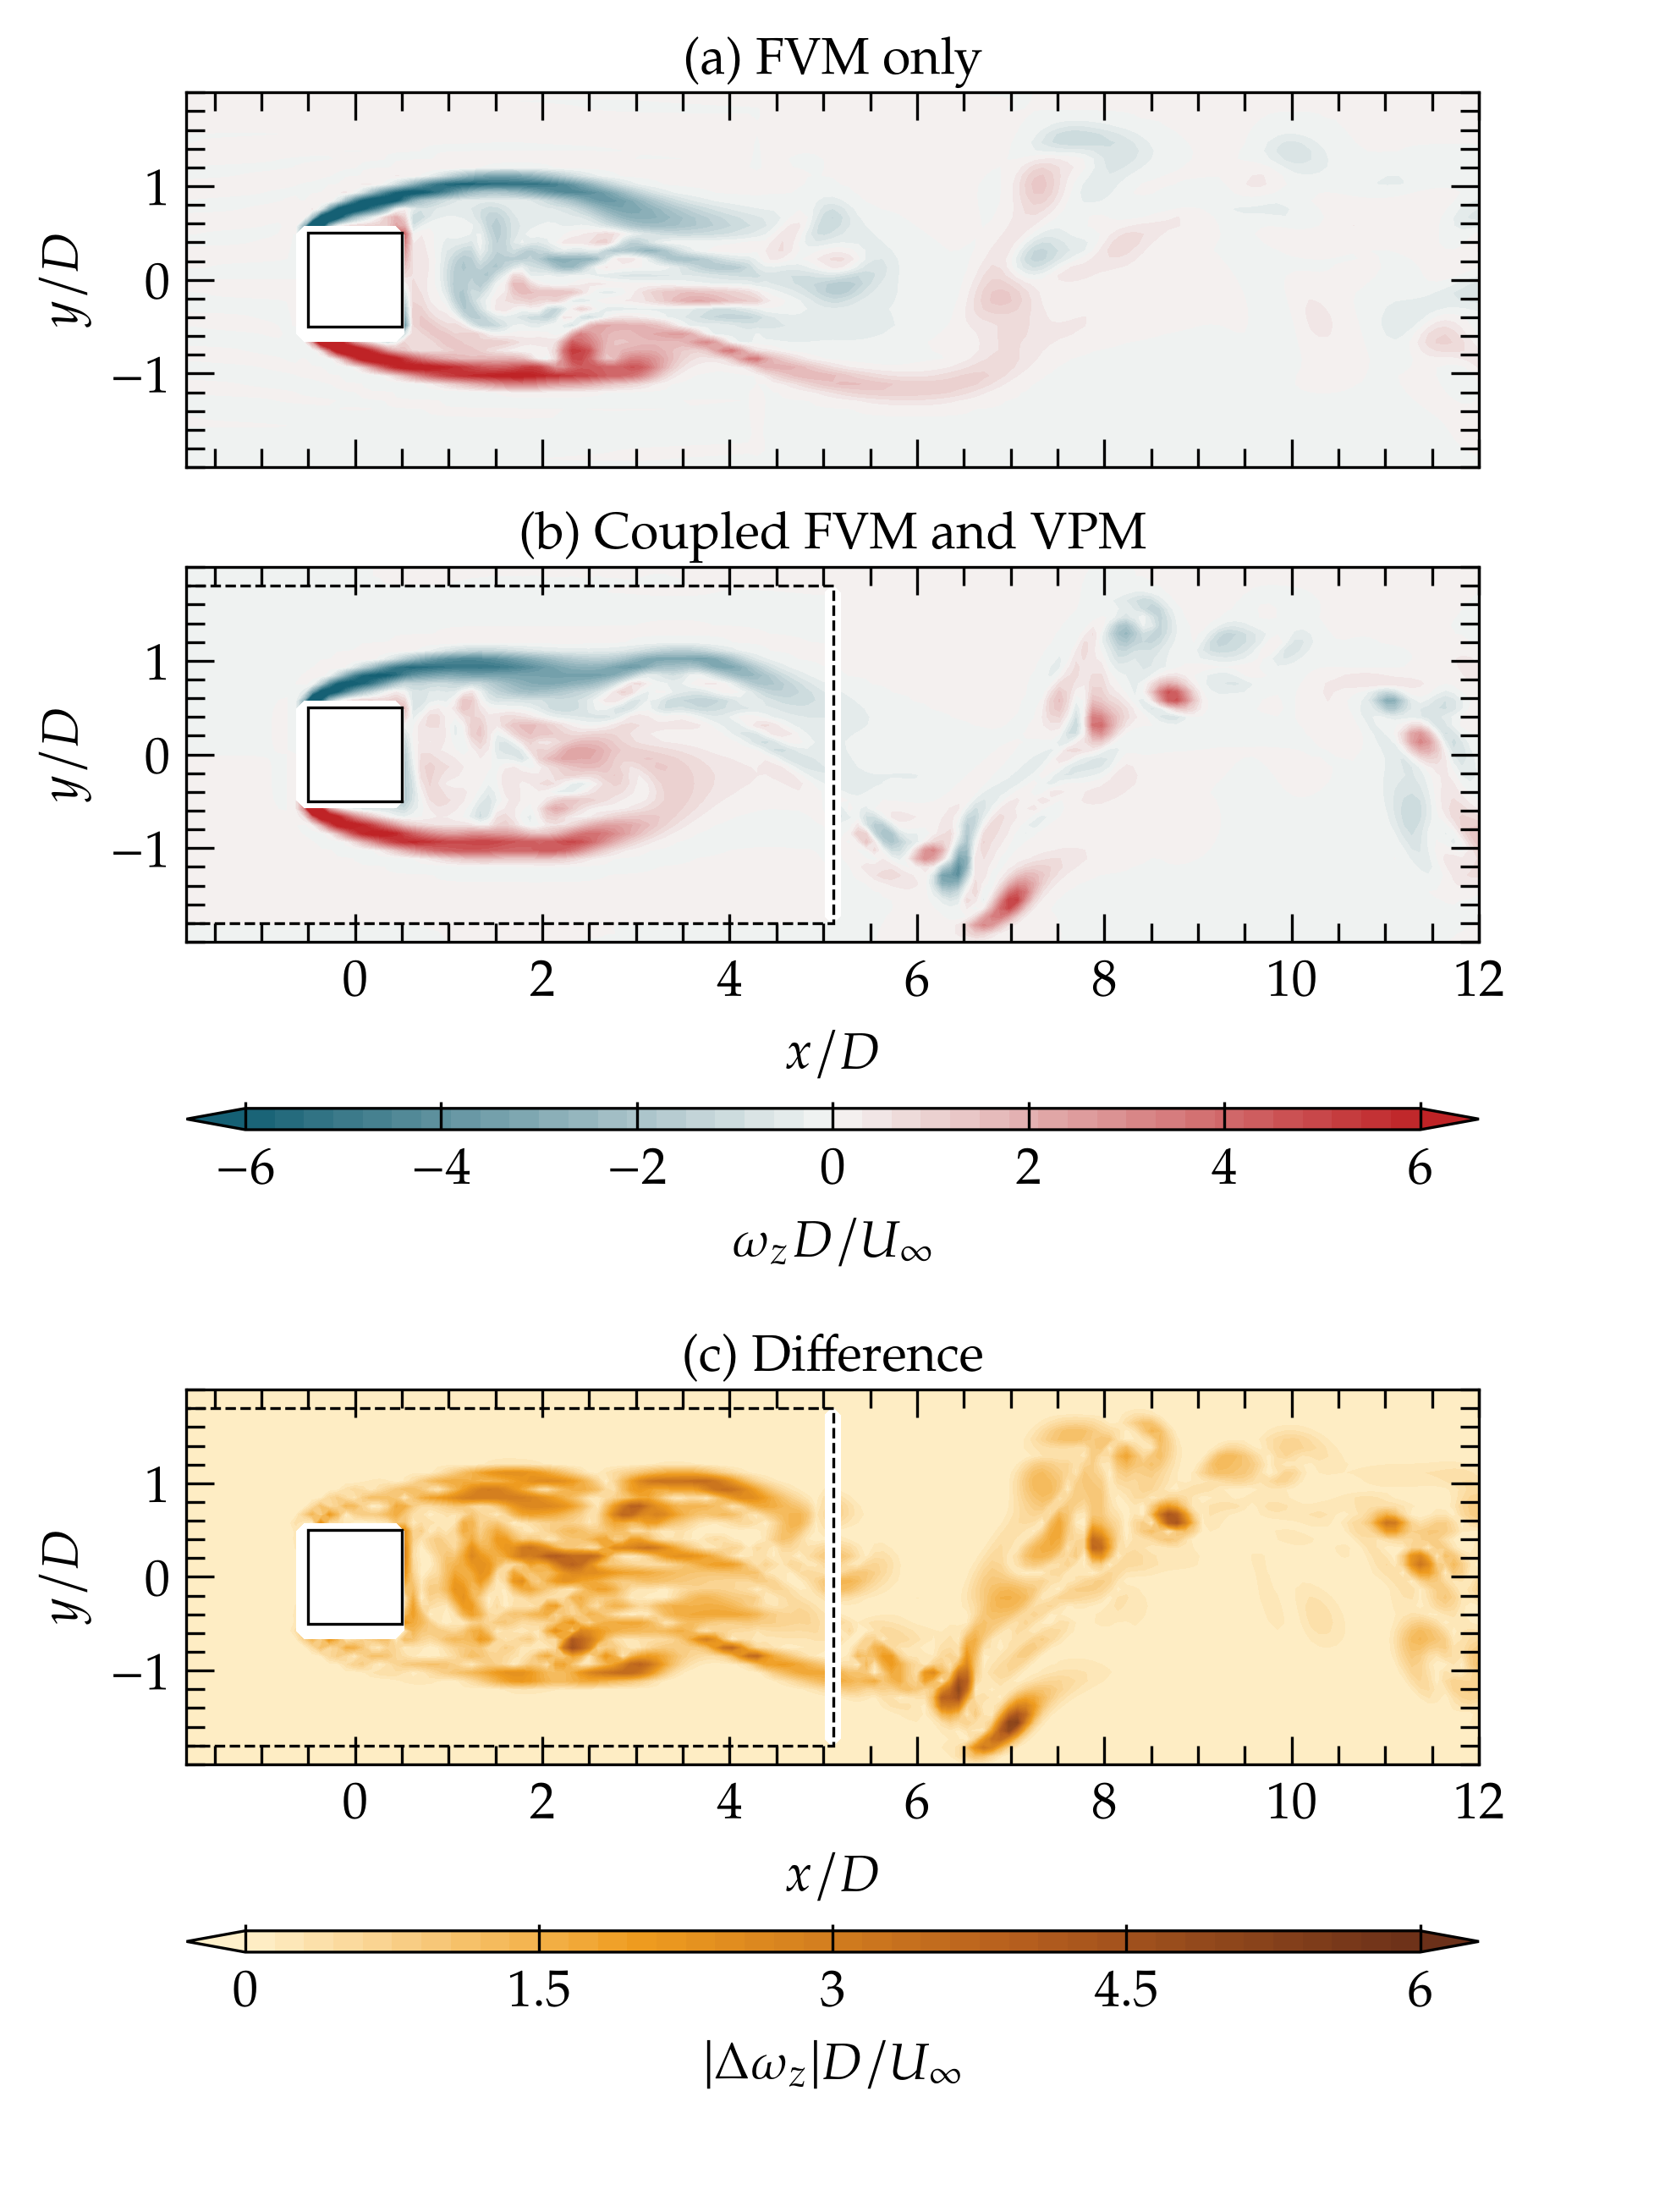 (a) FVM only
1
0
−1
y/D
(b) Coupled FVM and VPM
1
0
−1
y/D
0 2 4 6 8 10 12
x/D
−6 −4 −2 0 2 4 6
ω_z D/U_∞
(c) Difference
1
0
−1
y/D
0 2 4 6 8 10 12
x/D
0 1.5 3 4.5 6
|Δω_z|D/U_∞